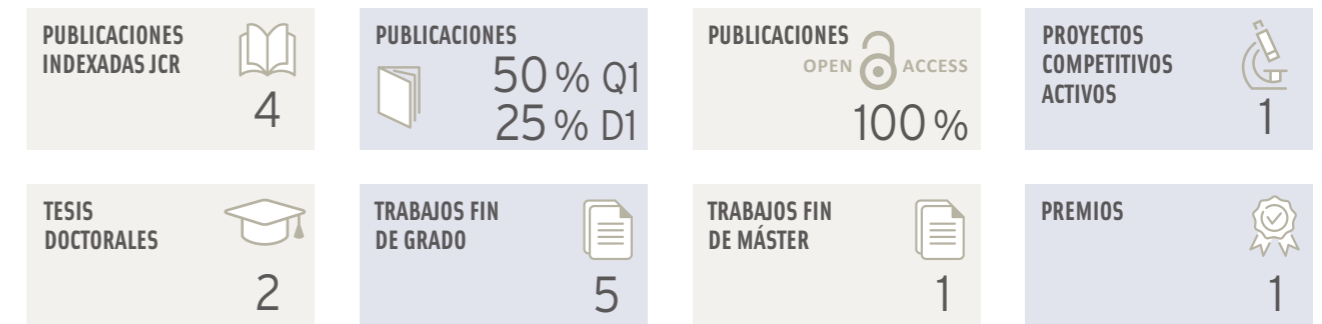 PUBLICACIONES
INDEXADAS JCR
4
PUBLICACIONES
50 % Q1
25 % D1
PUBLICACIONES
OPEN ACCESS
100 %
PROYECTOS
COMPETITIVOS
ACTIVOS
1
TESIS
DOCTORALES
2
TRABAJOS FIN
DE GRADO
5
TRABAJOS FIN
DE MÁSTER
1
PREMIOS
1